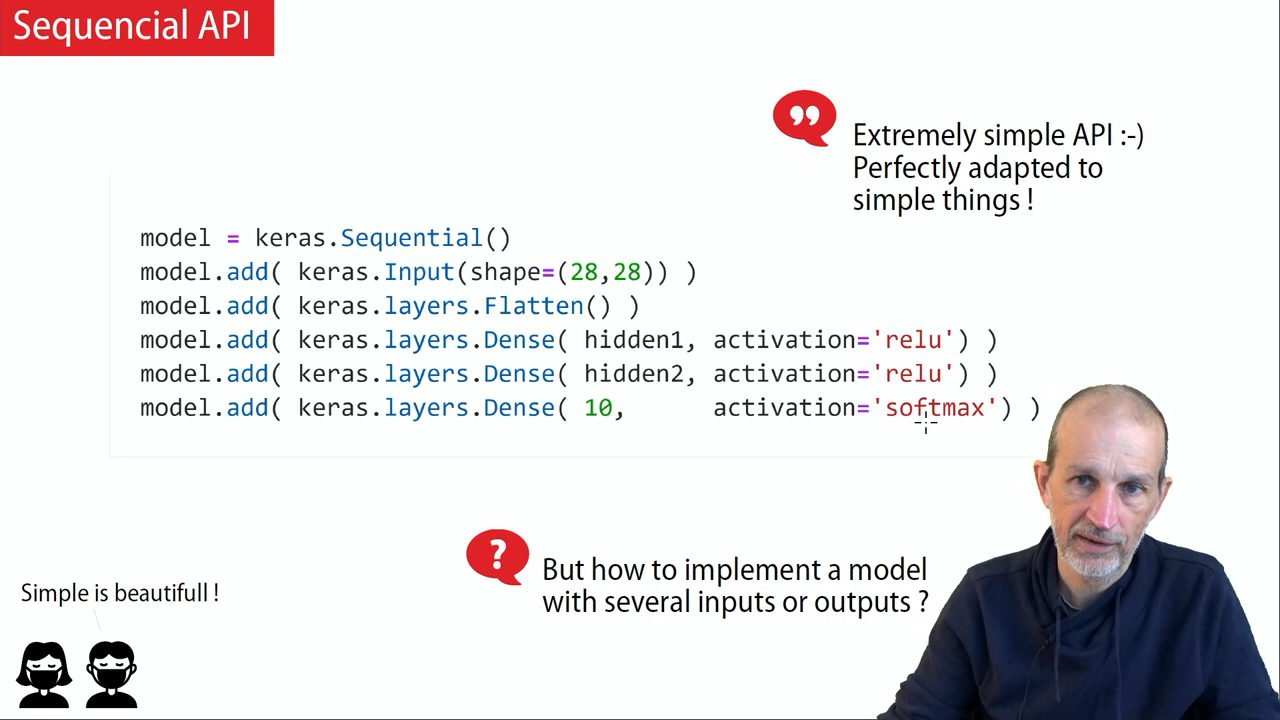 Sequencial API
Extremely simple API :-)
Perfectly adapted to
simple things !
model = keras.Sequential()
model.add( keras.Input(shape=(28,28)) )
model.add( keras.layers.Flatten() )
model.add( keras.layers.Dense( hidden1, activation='relu') )
model.add( keras.layers.Dense( hidden2, activation='relu') )
model.add( keras.layers.Dense( 10,      activation='softmax') )
But how to implement a model
with several inputs or outputs ?
Simple is beautifull !